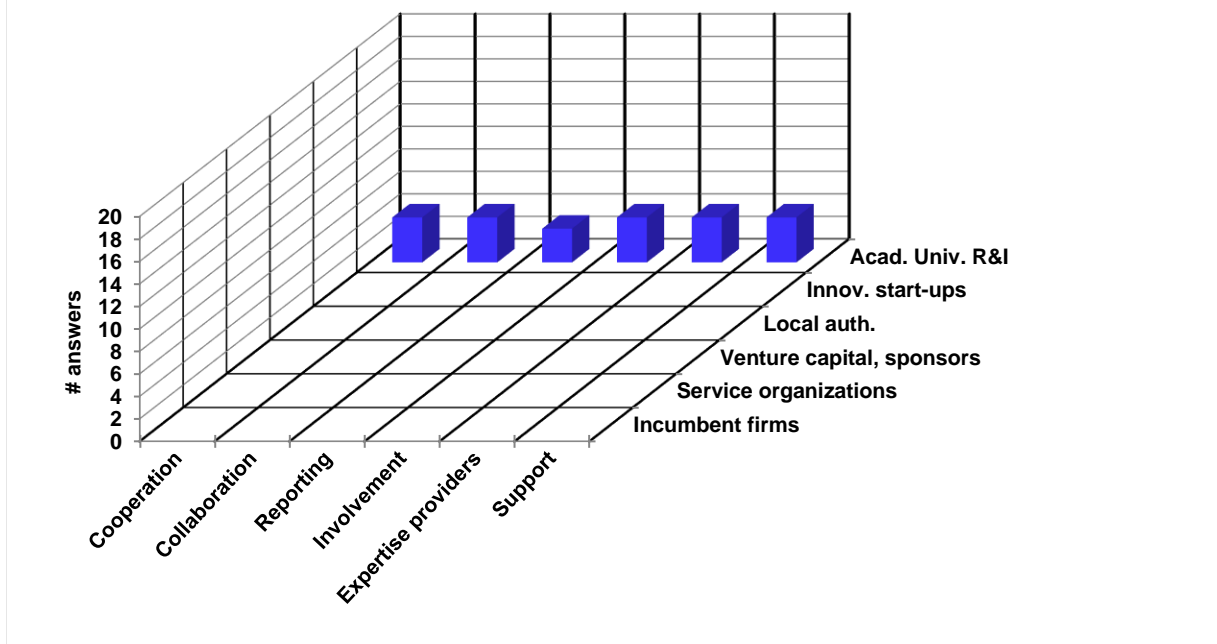 20
18
16
14
12
10
8
6
4
2
0
# answers
Acad. Univ. R&I
Innov. start-ups
Local auth.
Venture capital, sponsors
Service organizations
Incumbent firms
Cooperation
Collaboration
Reporting
Involvement
Expertise providers
Support